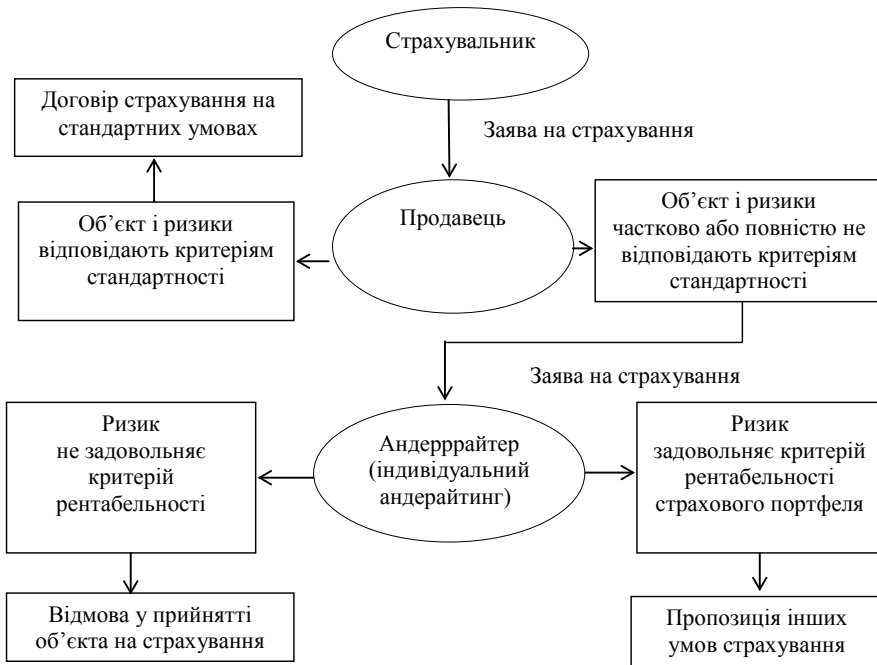 Страхувальник
Договір страхування на
стандартних умовах
Заява на страхування
Об’єкт і ризики
відповідають критеріям
стандартності
Продавець
Об’єкт і ризики
частково або повністю не
відповідають критеріям
стандартності
Заява на страхування
Ризик
не задовольняє
критерій
рентабельності
Андерррайтер
(індивідуальний
андерайтинг)
Ризик
задовольняє критерій
рентабельності
страхового портфеля
Відмова у прийнятті
об’єкта на страхування
Пропозиція інших
умов страхування